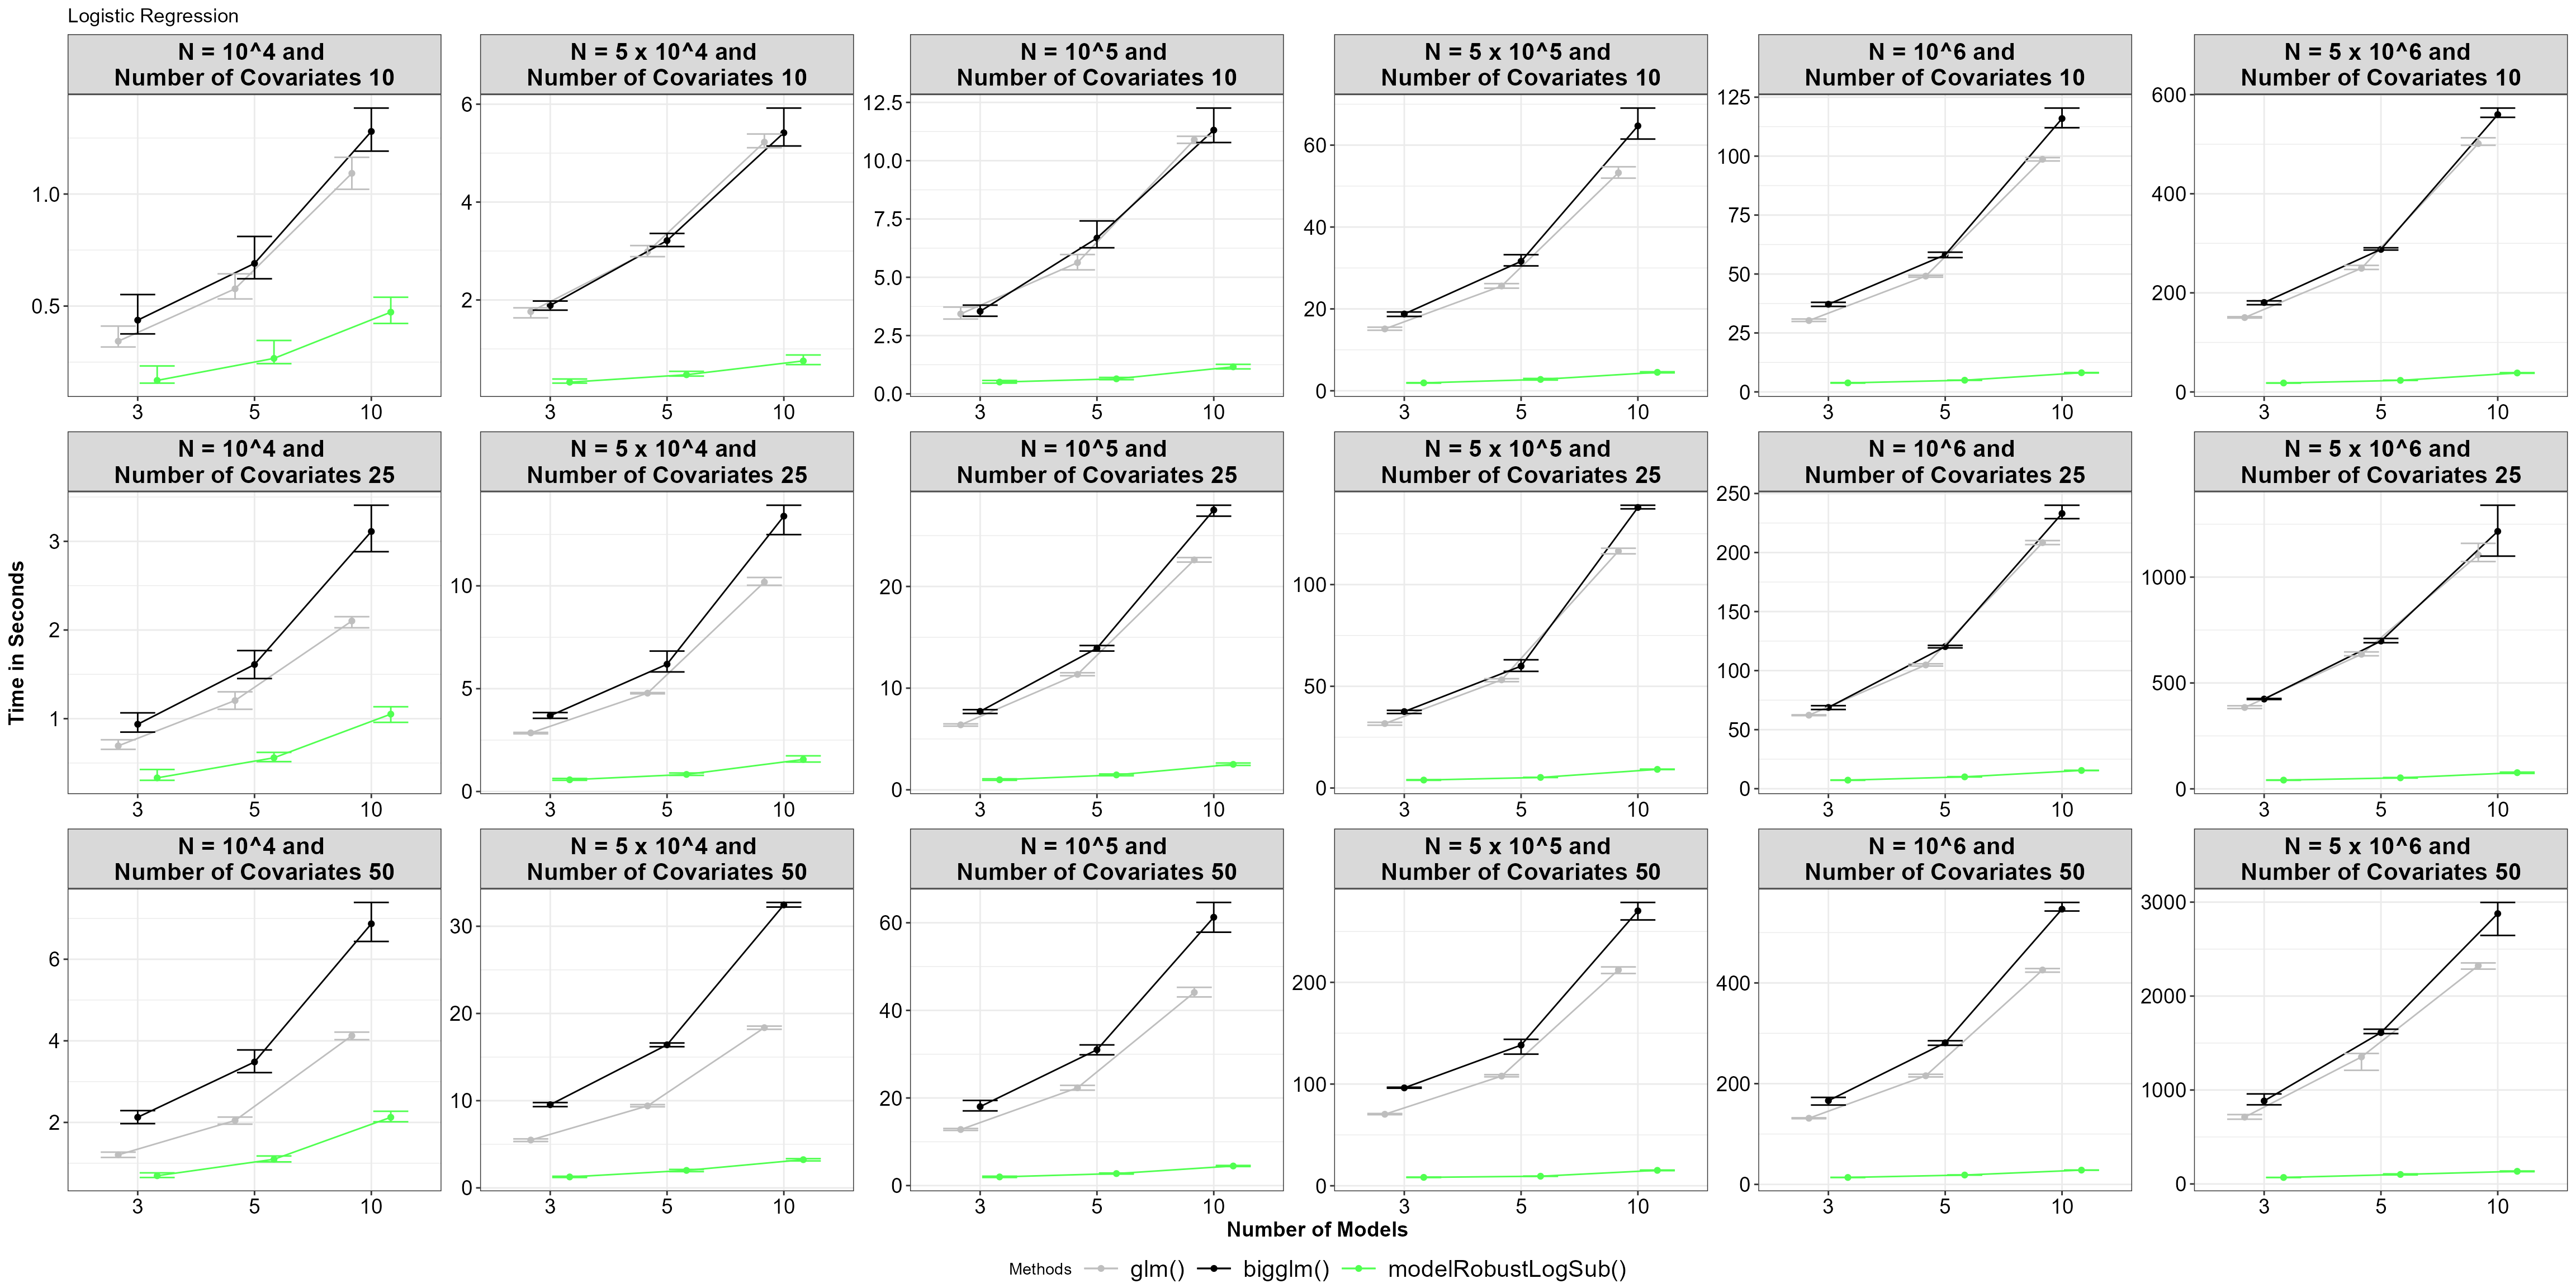 Logistic Regression
N = 10^4 and
Number of Covariates 10
N = 5 x 10^4 and
Number of Covariates 10
N = 10^5 and
Number of Covariates 10
N = 5 x 10^5 and
Number of Covariates 10
N = 10^6 and
Number of Covariates 10
N = 5 x 10^6 and
Number of Covariates 10
1.0
0.5
3 5 10
6
4
2
3 5 10
12.5
10.0
7.5
5.0
2.5
0.0
3 5 10
60
40
20
0
3 5 10
125
100
75
50
25
0
3 5 10
600
400
200
0
3 5 10
N = 10^4 and
Number of Covariates 25
N = 5 x 10^4 and
Number of Covariates 25
N = 10^5 and
Number of Covariates 25
N = 5 x 10^5 and
Number of Covariates 25
N = 10^6 and
Number of Covariates 25
N = 5 x 10^6 and
Number of Covariates 25
Time in Seconds
3
2
1
3 5 10
10
5
0
3 5 10
20
10
0
3 5 10
100
50
0
3 5 10
250
200
150
100
50
0
3 5 10
1000
500
0
3 5 10
N = 10^4 and
Number of Covariates 50
N = 5 x 10^4 and
Number of Covariates 50
N = 10^5 and
Number of Covariates 50
N = 5 x 10^5 and
Number of Covariates 50
N = 10^6 and
Number of Covariates 50
N = 5 x 10^6 and
Number of Covariates 50
6
4
2
3 5 10
30
20
10
0
3 5 10
60
40
20
0
3 5 10
200
100
0
3 5 10
400
200
0
3 5 10
3000
2000
1000
0
3 5 10
Number of Models
Methods glm() bigglm() modelRobustLogSub()